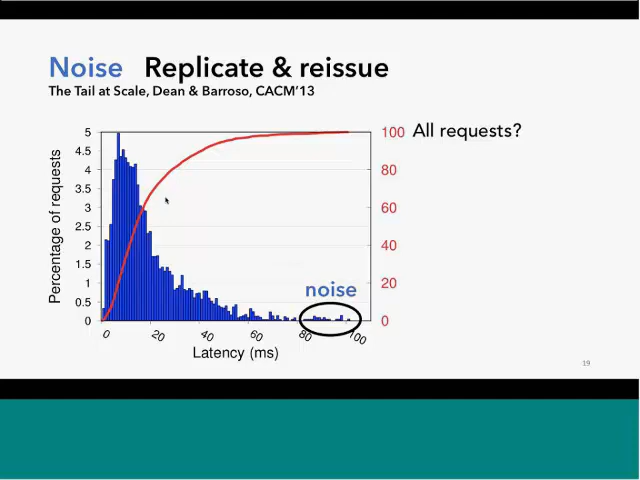 Noise Replicate & reissue
The Tail at Scale, Dean & Barroso, CACM'13
All requests?
Percentage of requests
5
4.5
4
3.5
3
2.5
2
1.5
1
0.5
0
100
80
60
40
20
0
noise
0 20 40 60 80 100
Latency (ms)
19